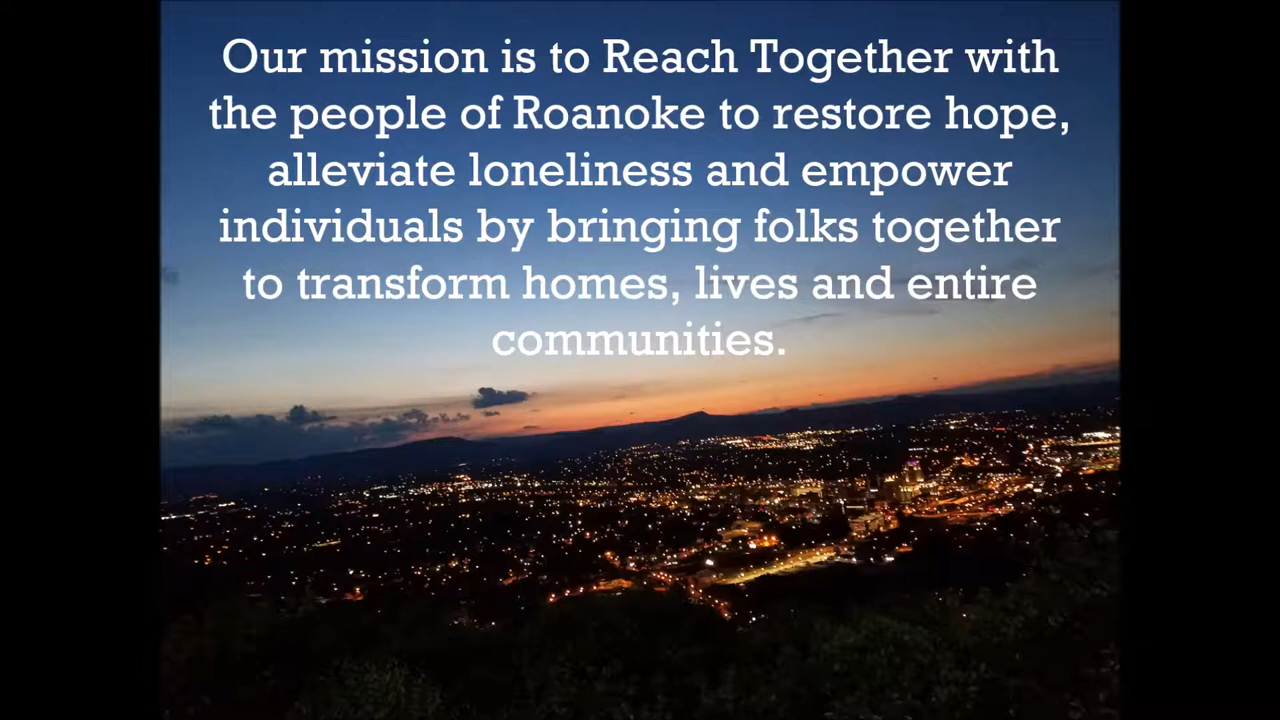 Our mission is to Reach Together with
the people of Roanoke to restore hope,
alleviate loneliness and empower
individuals by bringing folks together
to transform homes, lives and entire
communities.